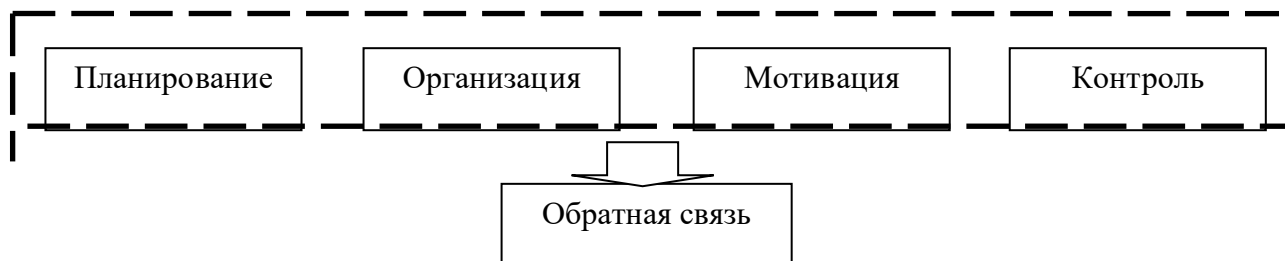 Планирование Организация Мотивация Контроль
Обратная связь